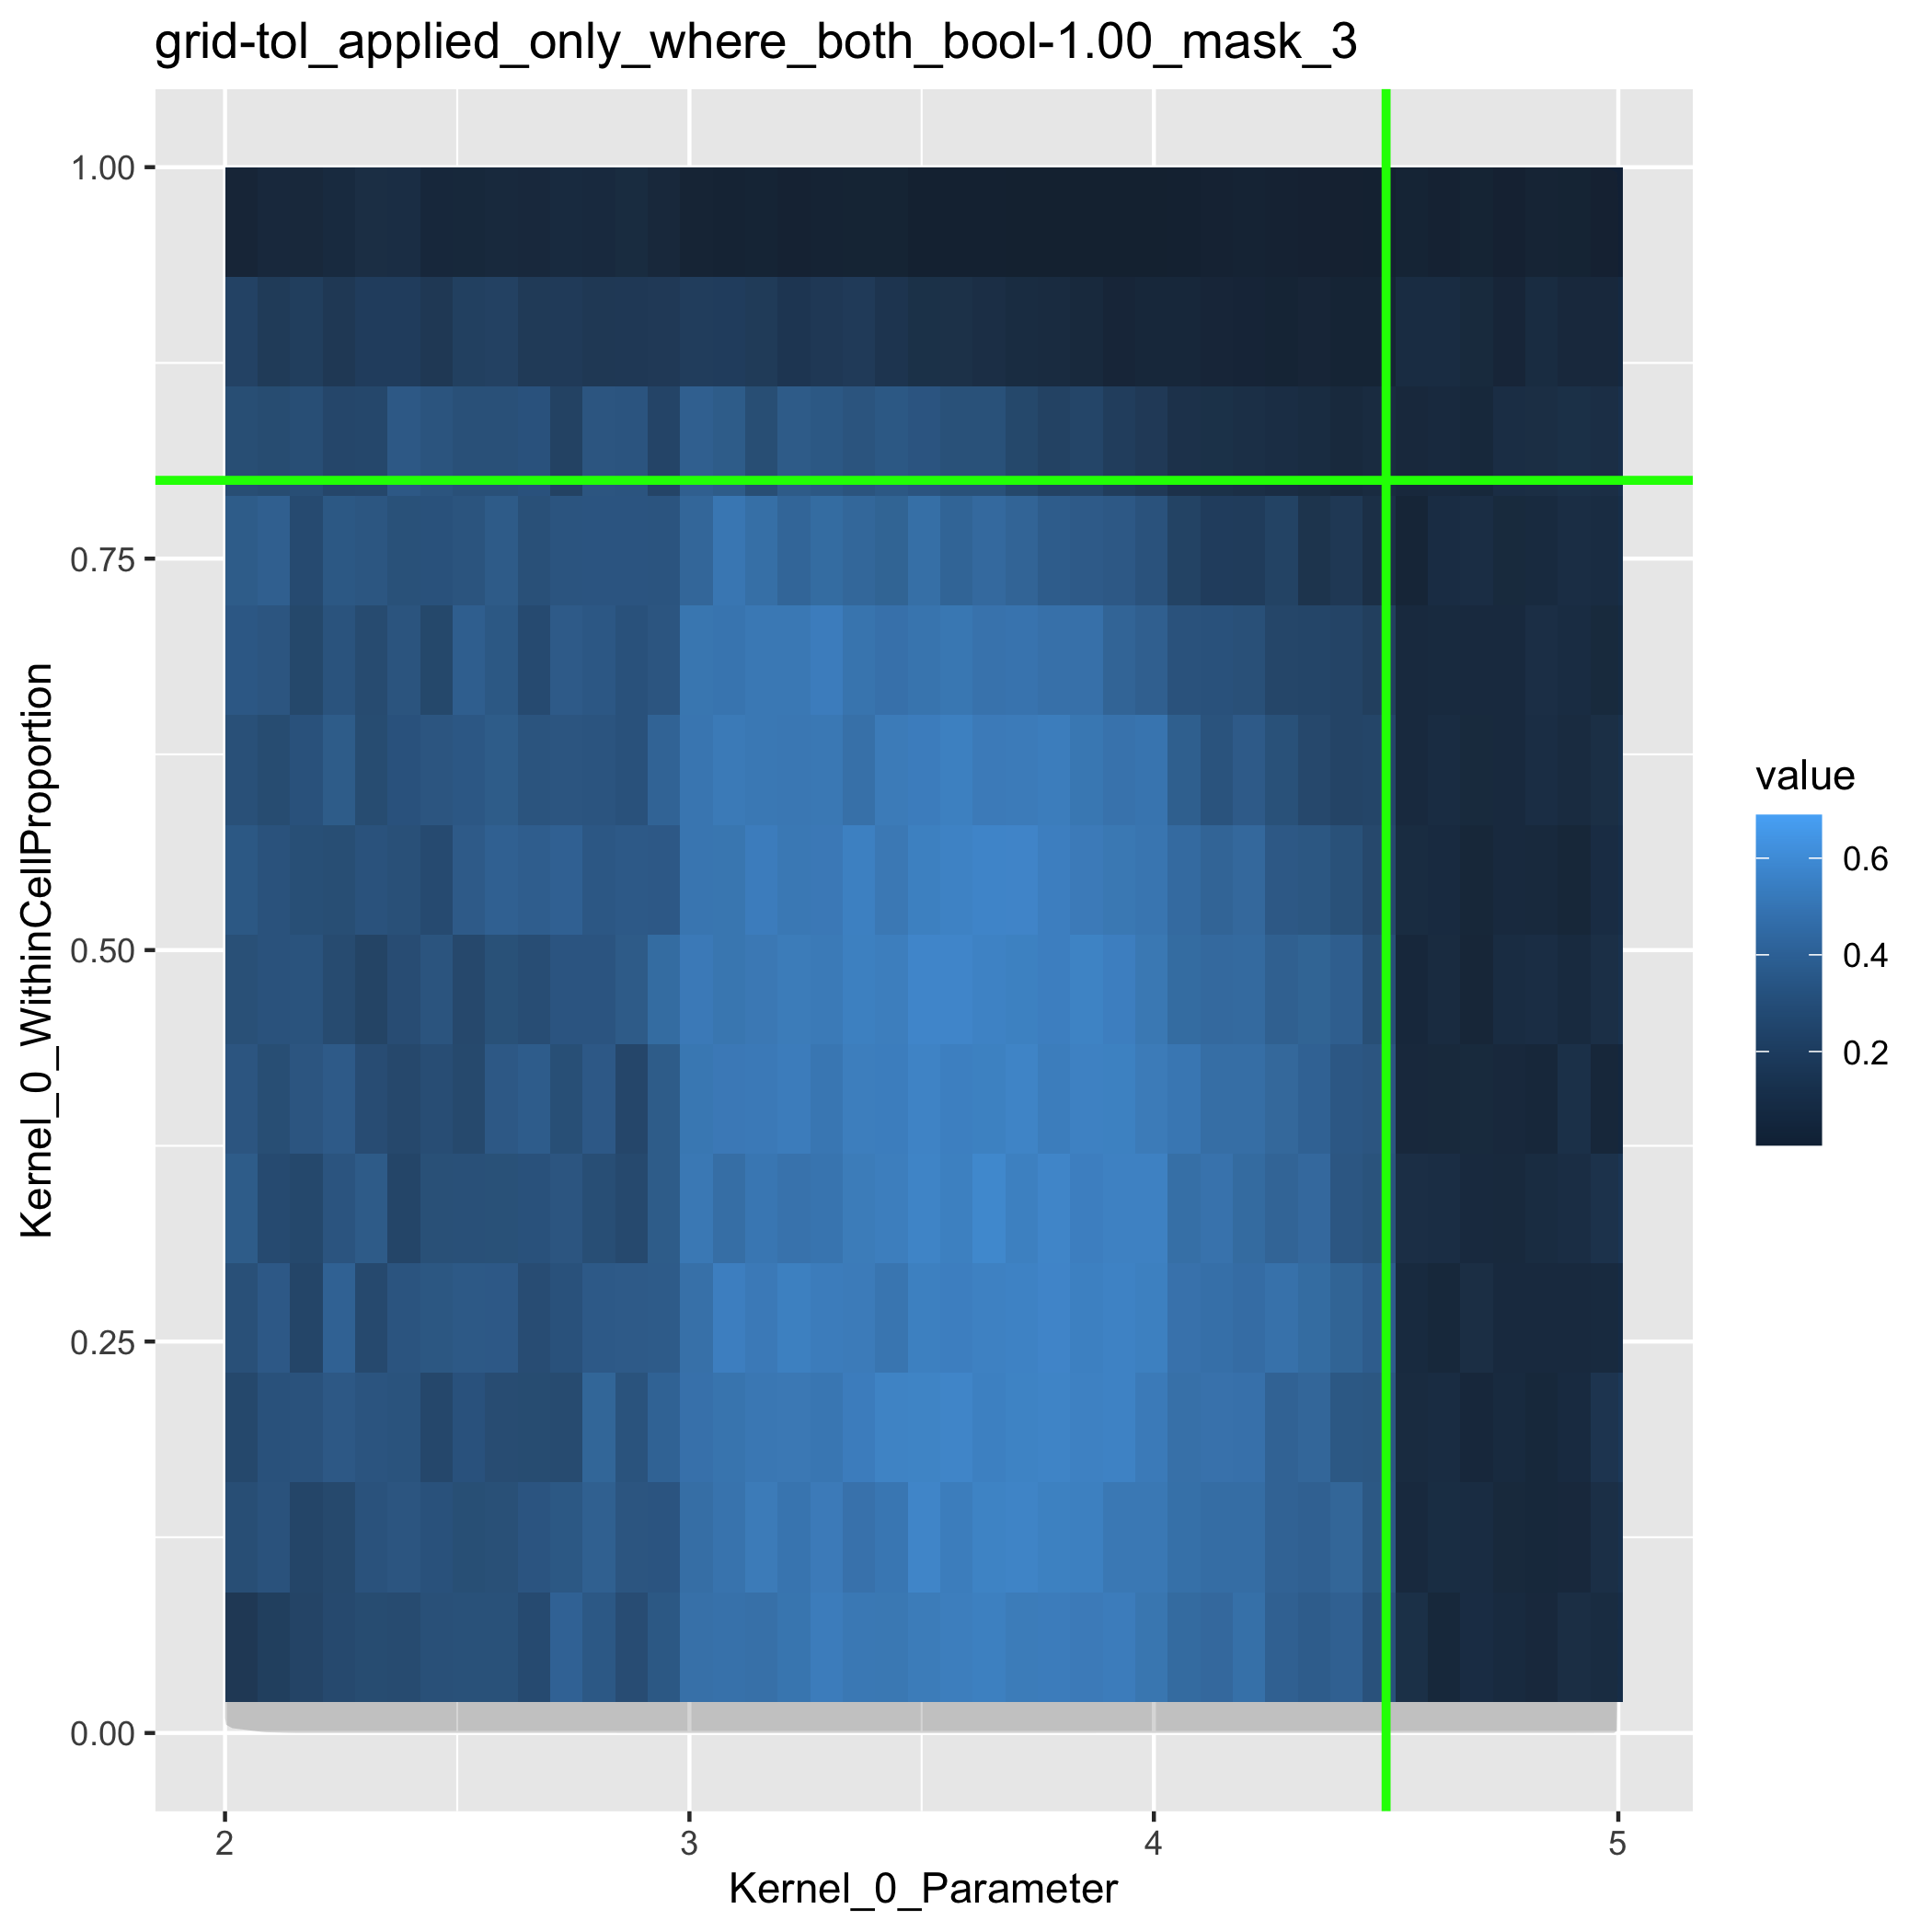 grid-tol_applied_only_where_both_bool-1.00_mask_3
1.00
0.75
0.50
0.25
0.00
Kernel_0_WithinCellProportion
2 3 4 5
Kernel_0_Parameter
value
0.6
0.4
0.2